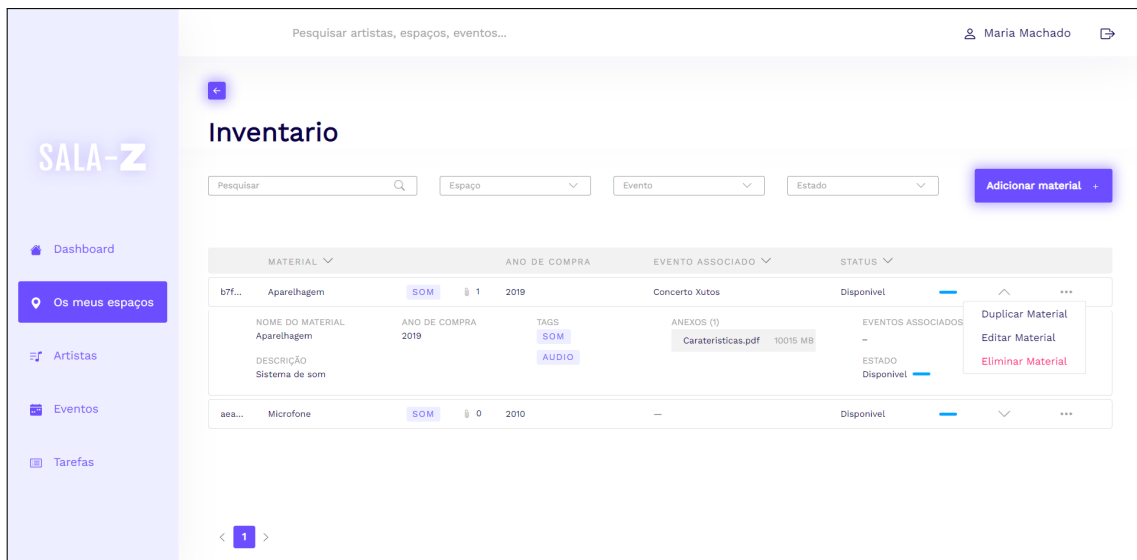 Pesquisar artistas, espaços, eventos...
Maria Machado
SALA-Z
Dashboard
Os meus espaços
Artistas
Eventos
Tarefas
Inventario
Pesquisar
Espaço
Evento
Estado
Adicionar material +
MATERIAL ANO DE COMPRA EVENTO ASSOCIADO STATUS
b7f... Aparelhagem SOM 1 2019 Concerto Xutos Disponivel ...
NOME DO MATERIAL
Aparelhagem
DESCRIÇÃO
Sistema de som
ANO DE COMPRA
2019
TAGS
SOM
AUDIO
ANEXOS (1)
Carateristicas.pdf 10015 MB
EVENTOS ASSOCIADOS
–
ESTADO
Disponivel
Duplicar Material
Editar Material
Eliminar Material
aea... Microfone SOM 0 2010 — Disponivel ...
< 1 >